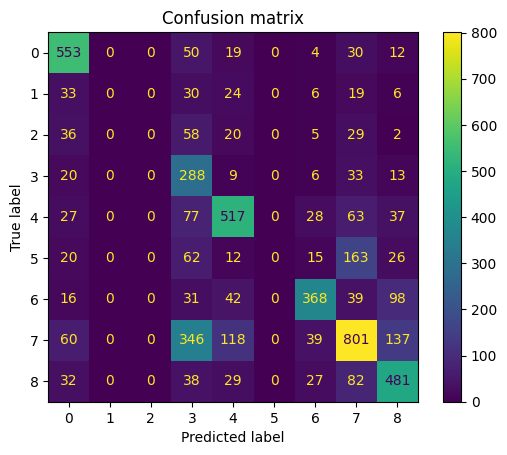 Confusion matrix
0 553 0 0 50 19 0 4 30 12
1 33 0 0 30 24 0 6 19 6
2 36 0 0 58 20 0 5 29 2
3 20 0 0 288 9 0 6 33 13
4 27 0 0 77 517 0 28 63 37
5 20 0 0 62 12 0 15 163 26
6 16 0 0 31 42 0 368 39 98
7 60 0 0 346 118 0 39 801 137
8 32 0 0 38 29 0 27 82 481
0 1 2 3 4 5 6 7 8
Predicted label
True label
800
700
600
500
400
300
200
100
0